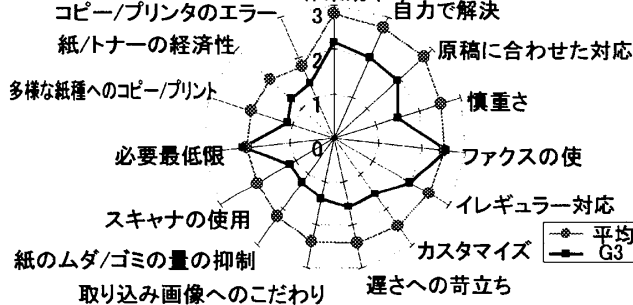 コピー/プリンタのエラー
紙/トナーの経済性
多様な紙種へのコピー/プリント
必要最低限
スキャナの使用
紙のムダ/ゴミの量の抑制
取り込み画像へのこだわり
遅さへの苛立ち
カスタマイズ
イレギュラー対応
ファクスの使
慎重さ
原稿に合わせた対応
自力で解決
3
2
1
0
平均
G3